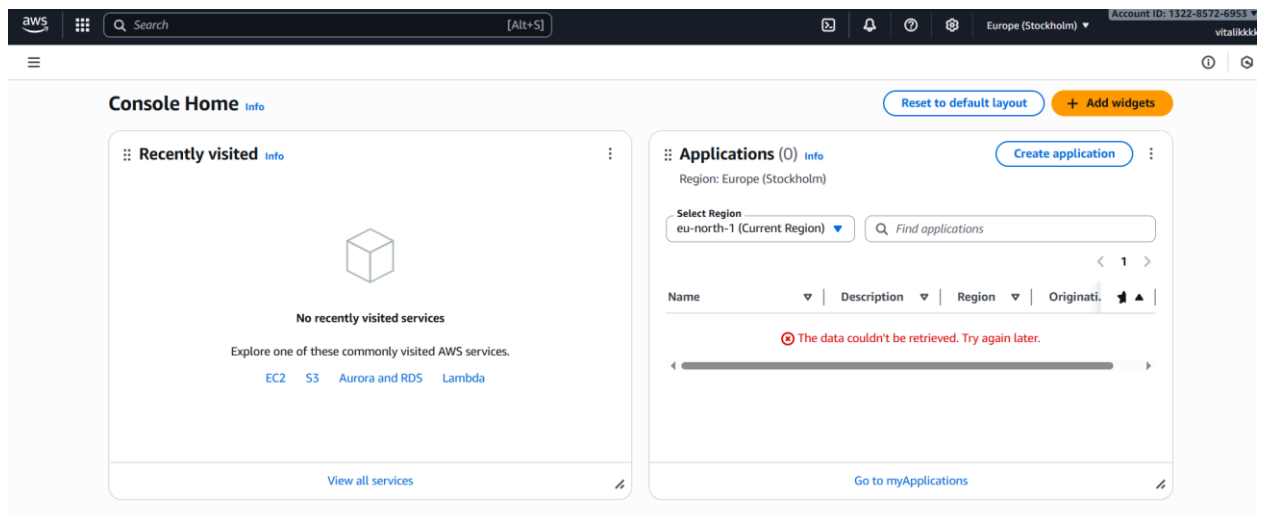 aws
Search [Alt+S]
Europe (Stockholm)
Account ID: 1322-8572-6953
vitalikkkk
Console Home Info
Reset to default layout
+ Add widgets
Recently visited Info
No recently visited services
Explore one of these commonly visited AWS services.
EC2 S3 Aurora and RDS Lambda
View all services
Applications (0) Info
Create application
Region: Europe (Stockholm)
Select Region
eu-north-1 (Current Region)
Find applications
1
Name Description Region Originati.
The data couldn't be retrieved. Try again later.
Go to myApplications